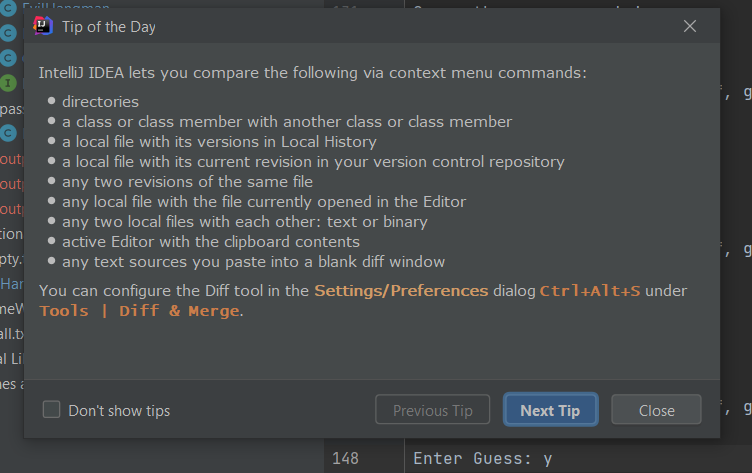 Tip of the Day
IntelliJ IDEA lets you compare the following via context menu commands:
• directories
• a class or class member with another class or class member
• a local file with its versions in Local History
• a local file with its current revision in your version control repository
• any two revisions of the same file
• any local file with the file currently opened in the Editor
• any two local files with each other: text or binary
• active Editor with the clipboard contents
• any text sources you paste into a blank diff window
You can configure the Diff tool in the Settings/Preferences dialog Ctrl+Alt+S under
Tools | Diff & Merge.
Don't show tips
Previous Tip
Next Tip
Close
148 Enter Guess: y